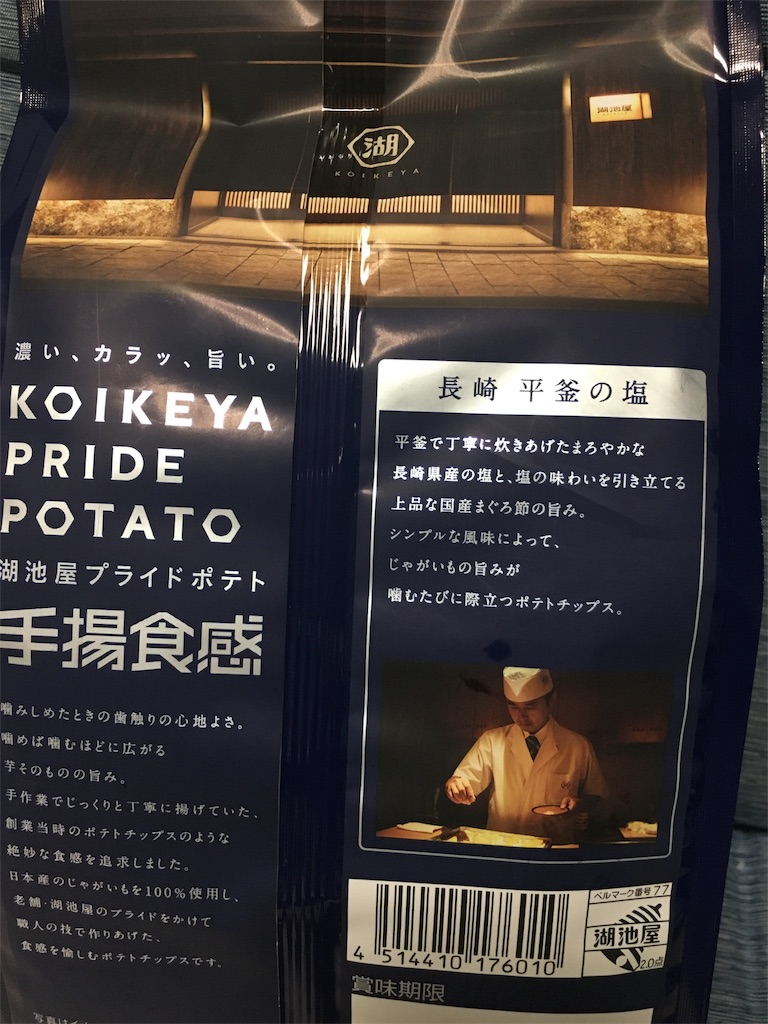 湖池屋
湖
KOIKEYA
濃い、カラッ、旨い。
KOIKEYA
PRIDE
POTATO
湖池屋プライドポテト
手揚食感
噛みしめたときの歯触りの心地よさ。
噛めば噛むほどに広がる
芋そのものの旨み。
手作業でじっくりと丁寧に揚げていた、
創業当時のポテトチップスのような
絶妙な食感を追求しました。
日本産のじゃがいもを100%使用し、
老舗・湖池屋のプライドをかけて
職人の技で作りあげた、
食感を愉しむポテトチップスです。
写真はイ
長崎 平釜の塩
平釜で丁寧に炊きあげたまろやかな
長崎県産の塩と、塩の味わいを引き立てる
上品な国産まぐろ節の旨み。
シンプルな風味によって、
じゃがいもの旨みが
噛むたびに際立つポテトチップス。
4 514410 176010
ベルマーク番号 77
湖池屋
2.0点
賞味期限